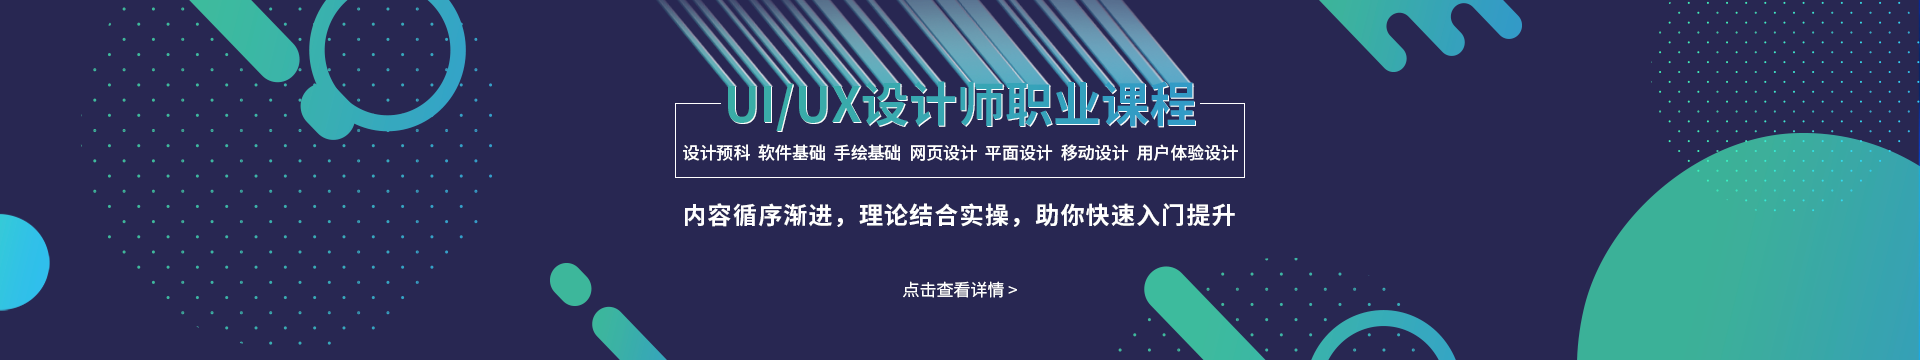 UI/UX设计师职业课程
设计预科 软件基础 手绘基础 网页设计 平面设计 移动设计 用户体验设计
内容循序渐进，理论结合实操，助你快速入门提升
点击查看详情 >